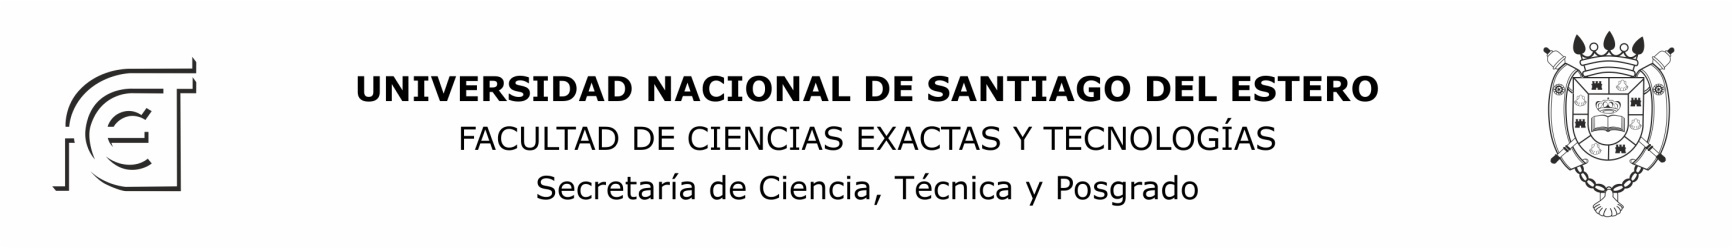 UNIVERSIDAD NACIONAL DE SANTIAGO DEL ESTERO
FACULTAD DE CIENCIAS EXACTAS Y TECNOLOGÍAS
Secretaría de Ciencia, Técnica y Posgrado